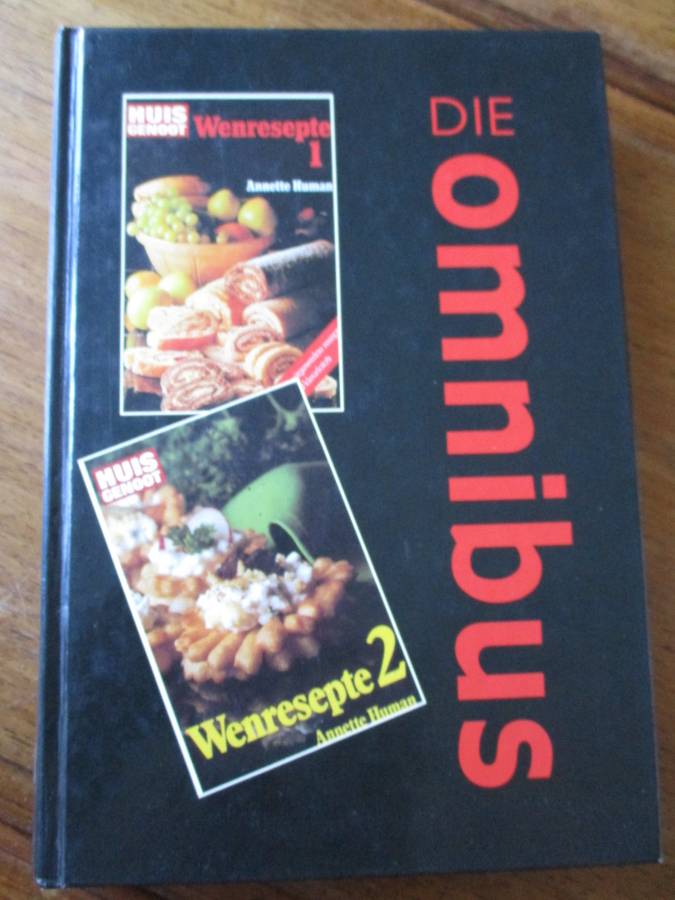 HUIS
GENOOT
Wenresepte
1
Annette Human
DIE
omnibus
HUIS
GENOOT
Wenresepte 2
Annette Human